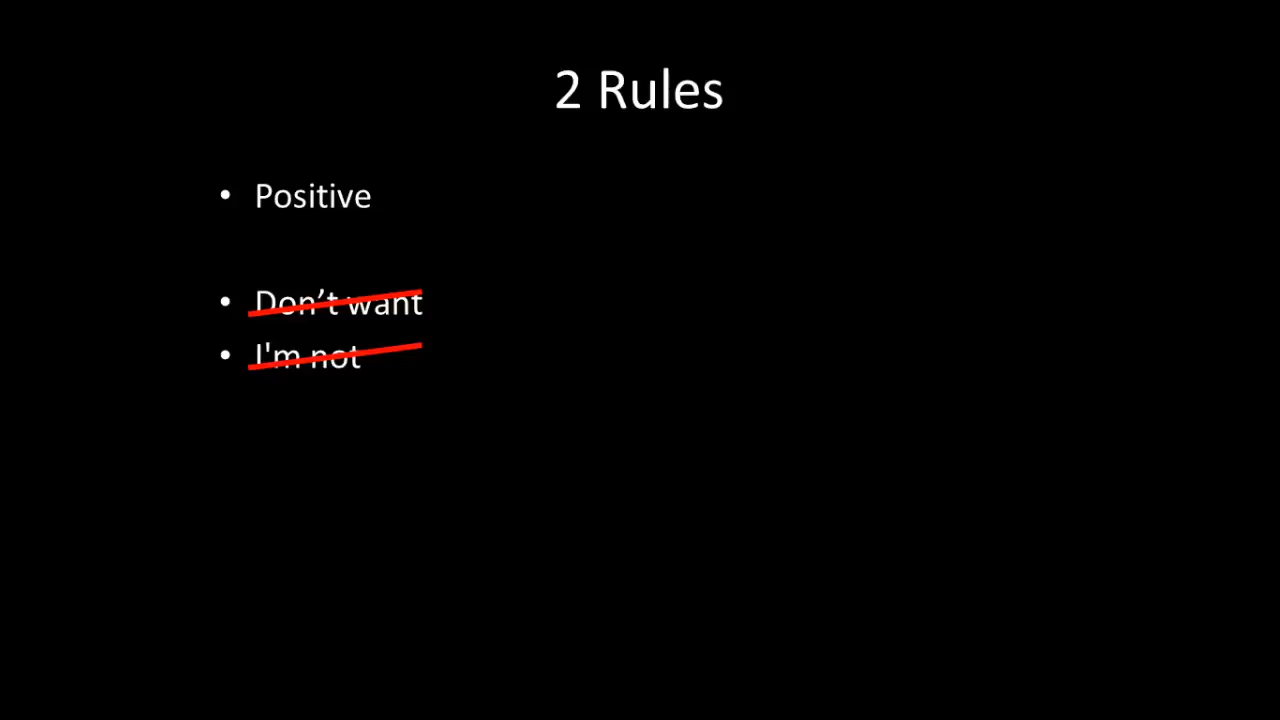 2 Rules
• Positive
• Don’t want
• I'm not